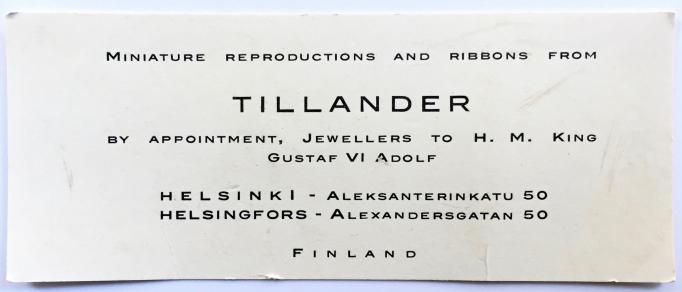 Miniature reproductions and ribbons from
TILLANDER
by appointment, Jewellers to H. M. King
Gustaf VI Adolf
HELSINKI - Aleksanterinkatu 50
HELSINGFORS - Alexandersgatan 50
Finland